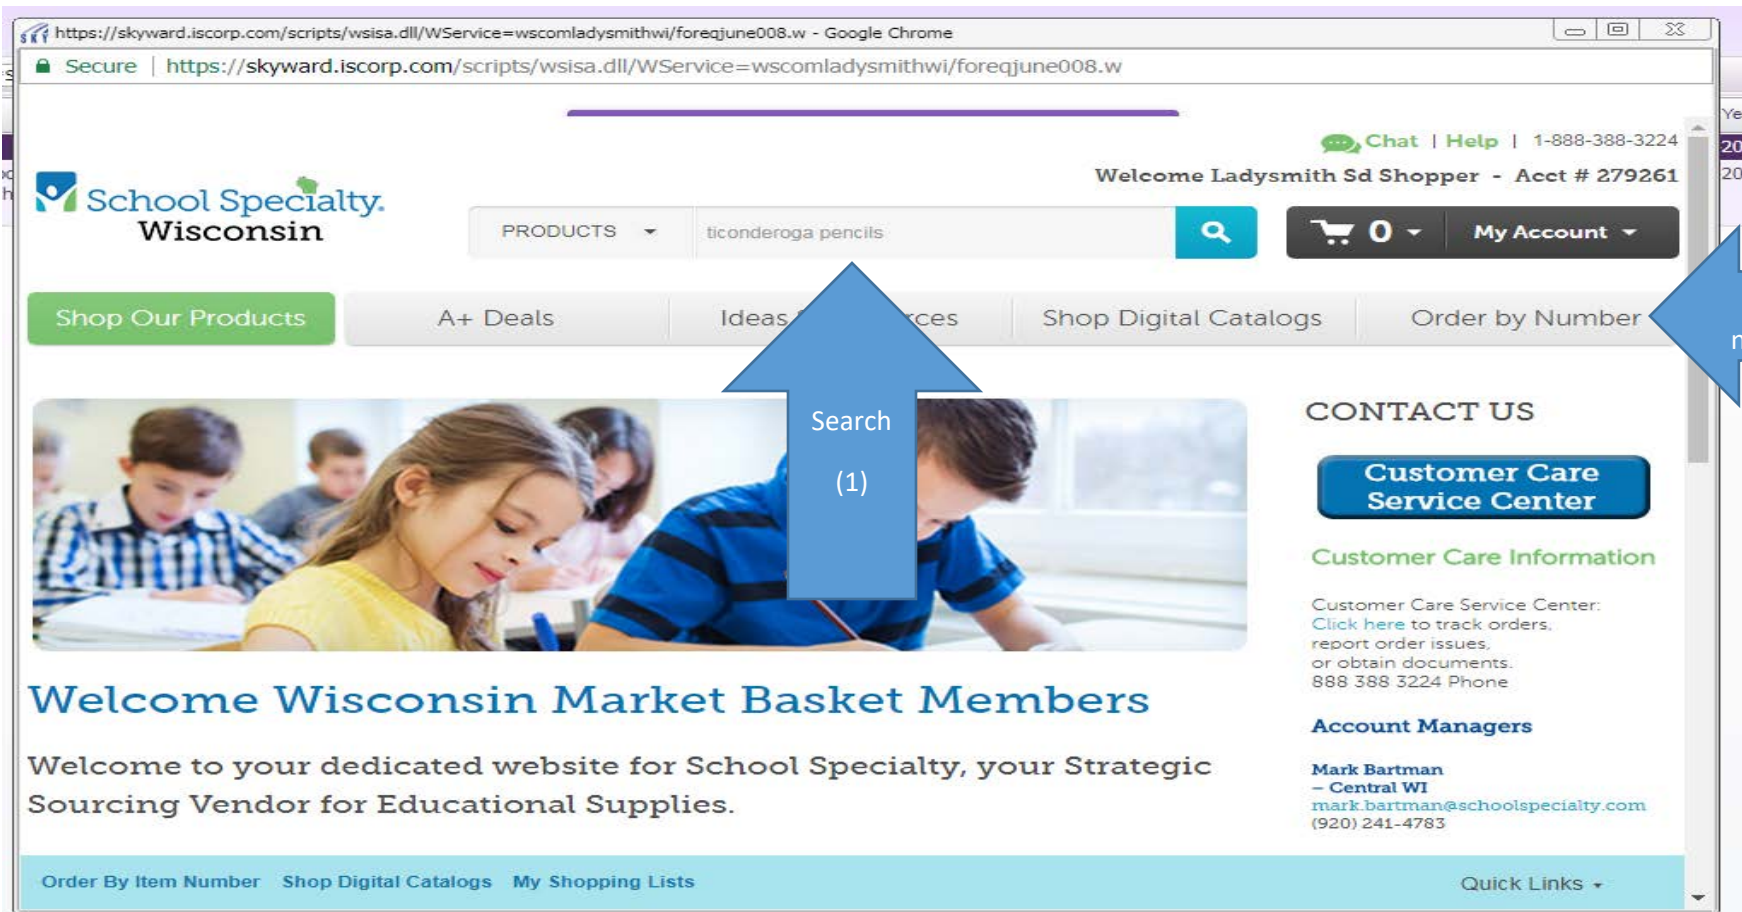 https://skyward.iscorp.com/scripts/wsisa.dll/WService=wscomladysmithwi/foreqjune008.w - Google Chrome
Secure | https://skyward.iscorp.com/scripts/wsisa.dll/WService=wscomladysmithwi/foreqjune008.w
Chat | Help | 1-888-388-3224
Welcome Ladysmith Sd Shopper - Acct # 279261
School Specialty.
Wisconsin
PRODUCTS
ticonderoga pencils
0
My Account
Shop Our Products
A+ Deals
Ideas
Shop Digital Catalogs
Order by Number
Search
(1)
CONTACT US
Customer Care
Service Center
Customer Care Information
Customer Care Service Center:
Click here to track orders,
report order issues,
or obtain documents.
888 388 3224 Phone
Account Managers
Mark Bartman
– Central WI
mark.bartman@schoolspecialty.com
(920) 241-4783
Welcome Wisconsin Market Basket Members
Welcome to your dedicated website for School Specialty, your Strategic
Sourcing Vendor for Educational Supplies.
Order By Item Number Shop Digital Catalogs My Shopping Lists
Quick Links